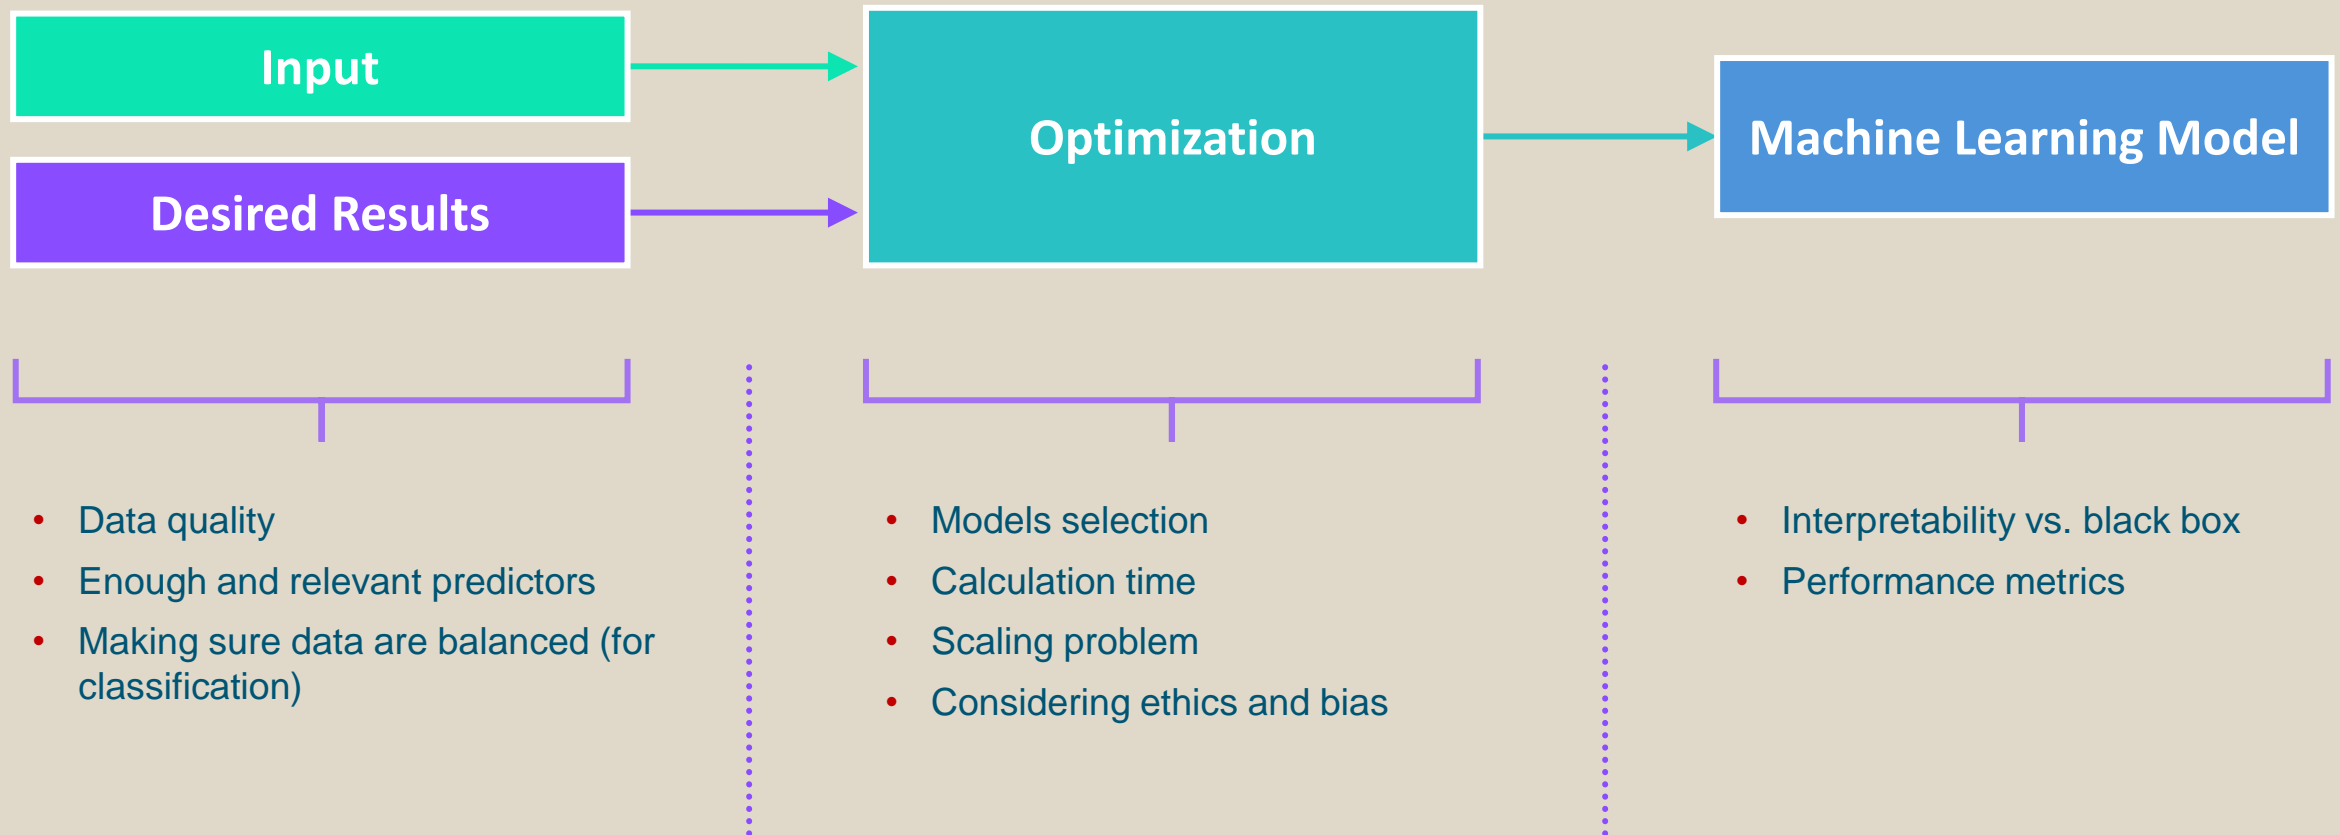 Input
Desired Results
Optimization
Machine Learning Model
• Data quality
• Enough and relevant predictors
• Making sure data are balanced (for
classification)
• Models selection
• Calculation time
• Scaling problem
• Considering ethics and bias
• Interpretability vs. black box
• Performance metrics